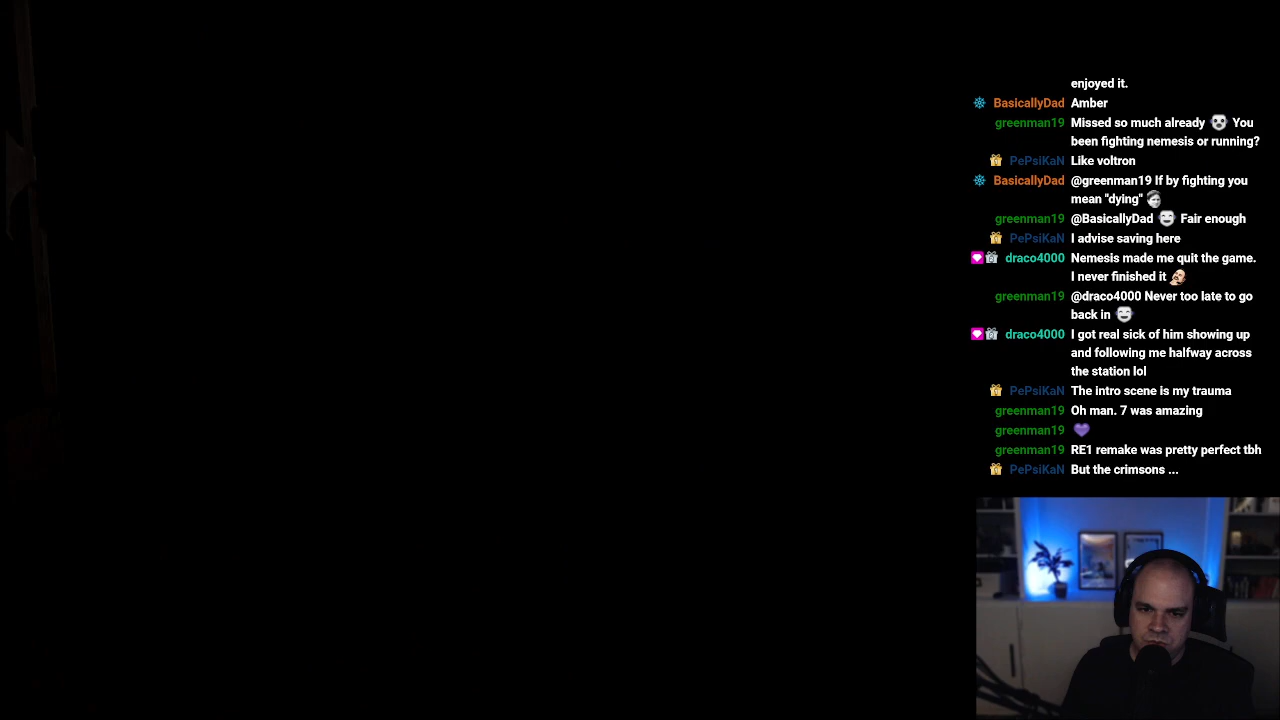 enjoyed it.
BasicallyDad Amber
greenman19 Missed so much already You
been fighting nemesis or running?
PePsiKaN Like voltron
BasicallyDad @greenman19 If by fighting you
mean "dying"
greenman19 @BasicallyDad Fair enough
PePsiKaN I advise saving here
draco4000 Nemesis made me quit the game.
I never finished it
greenman19 @draco4000 Never too late to go
back in
draco4000 I got real sick of him showing up
and following me halfway across
the station lol
PePsiKaN The intro scene is my trauma
greenman19 Oh man. 7 was amazing
greenman19
greenman19 RE1 remake was pretty perfect tbh
PePsiKaN But the crimsons ...